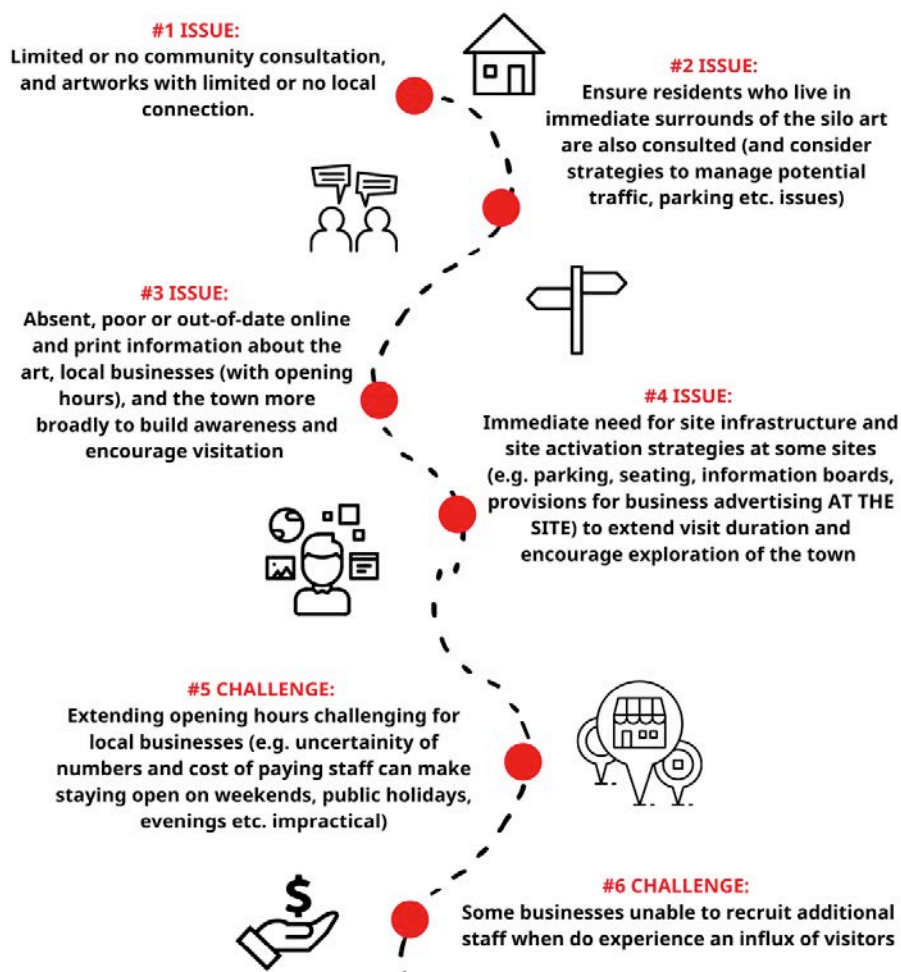 #1 ISSUE:
Limited or no community consultation,
and artworks with limited or no local
connection.
#2 ISSUE:
Ensure residents who live in
immediate surrounds of the silo art
are also consulted (and consider
strategies to manage potential
traffic, parking etc. issues)
#3 ISSUE:
Absent, poor or out-of-date online
and print information about the
art, local businesses (with opening
hours), and the town more
broadly to build awareness and
encourage visitation
#4 ISSUE:
Immediate need for site infrastructure and
site activation strategies at some sites
(e.g. parking, seating, information boards,
provisions for business advertising AT THE
SITE) to extend visit duration and
encourage exploration of the town
#5 CHALLENGE:
Extending opening hours challenging for
local businesses (e.g. uncertainity of
numbers and cost of paying staff can make
staying open on weekends, public holidays,
evenings etc. impractical)
$
#6 CHALLENGE:
Some businesses unable to recruit additional
staff when do experience an influx of visitors